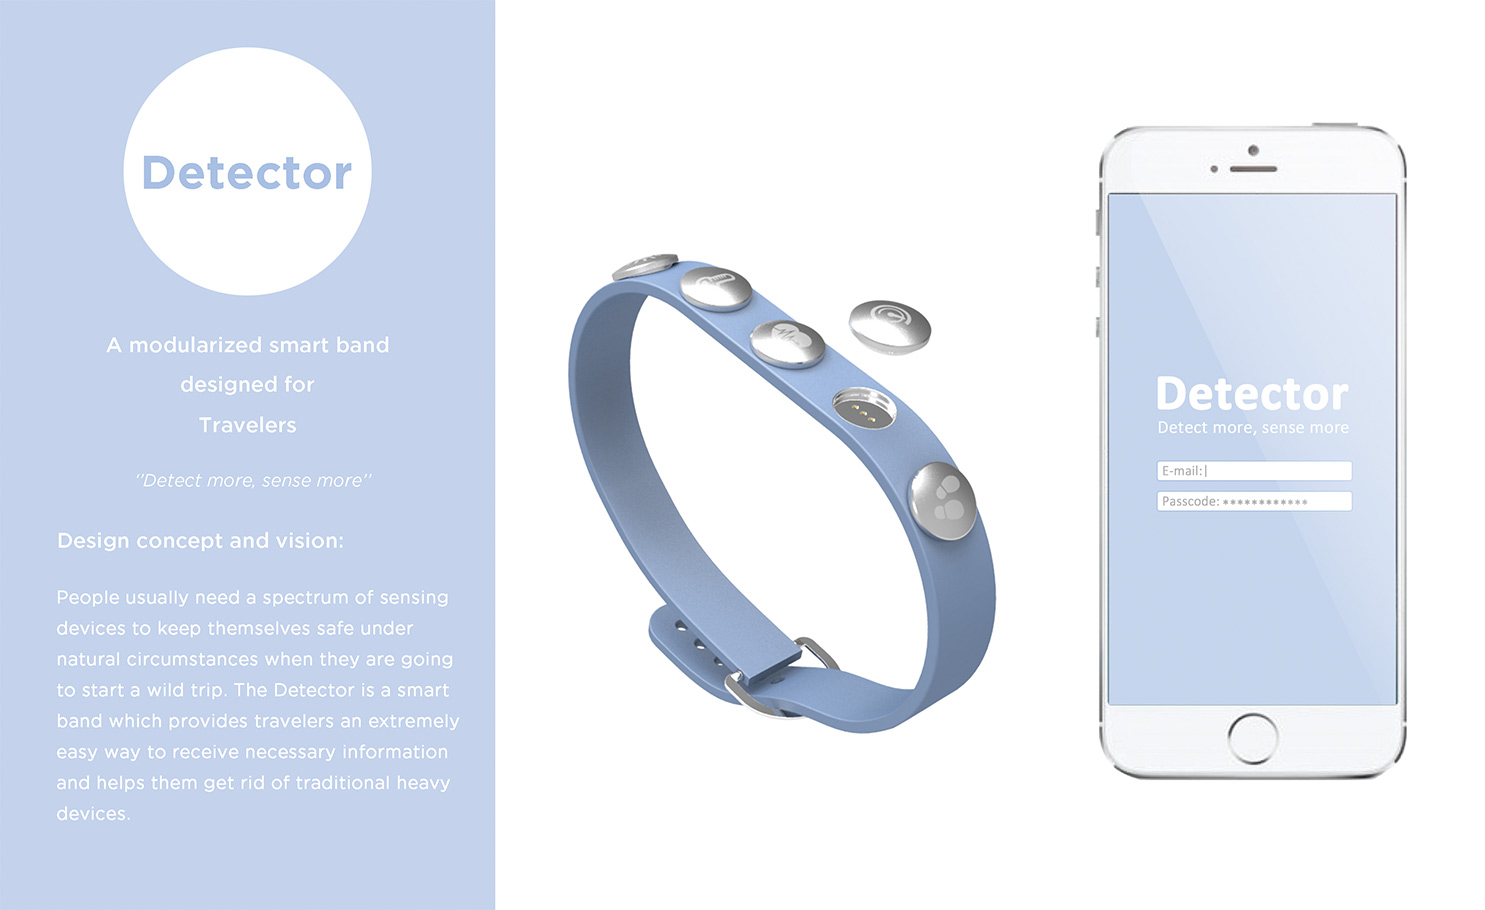 Detector
A modularized smart band
designed for
Travelers
"Detect more, sense more"
Design concept and vision:
People usually need a spectrum of sensing
devices to keep themselves safe under
natural circumstances when they are going
to start a wild trip. The Detector is a smart
band which provides travelers an extremely
easy way to receive necessary information
and helps them get rid of traditional heavy
devices.
Detector
Detect more, sense more
E-mail:|
Passcode: ************